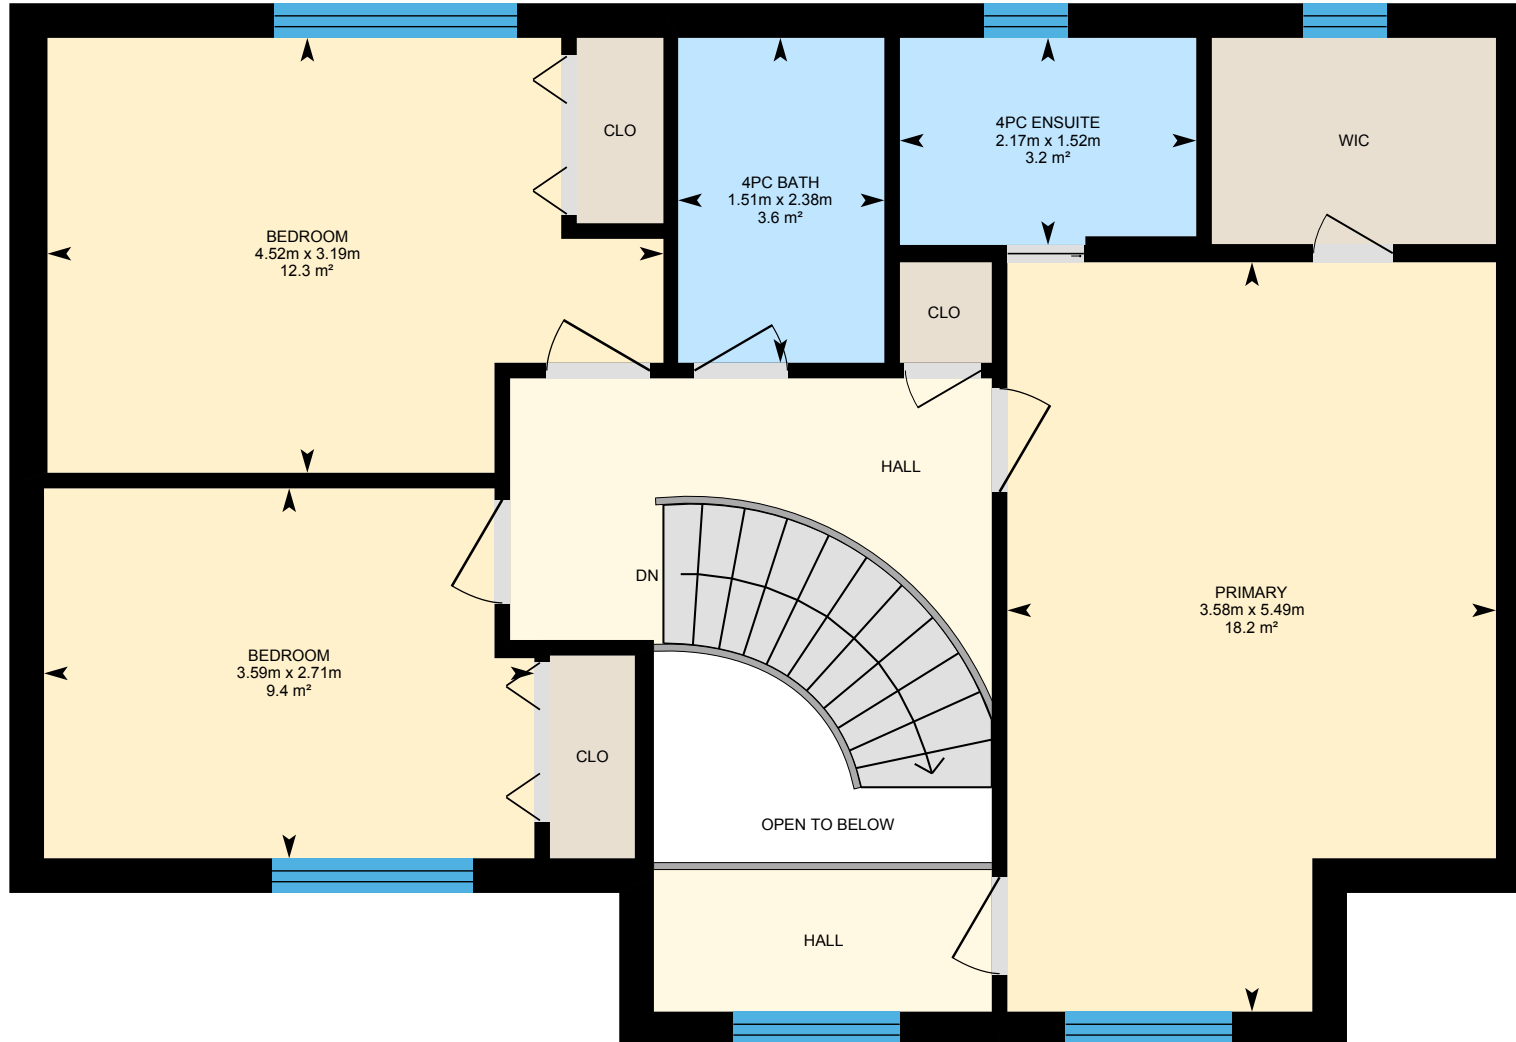 BEDROOM
4.52m x 3.19m
12.3 m²
CLO
4PC BATH
1.51m x 2.38m
3.6 m²
4PC ENSUITE
2.17m x 1.52m
3.2 m²
WIC
CLO
HALL
DN
BEDROOM
3.59m x 2.71m
9.4 m²
CLO
OPEN TO BELOW
HALL
PRIMARY
3.58m x 5.49m
18.2 m²